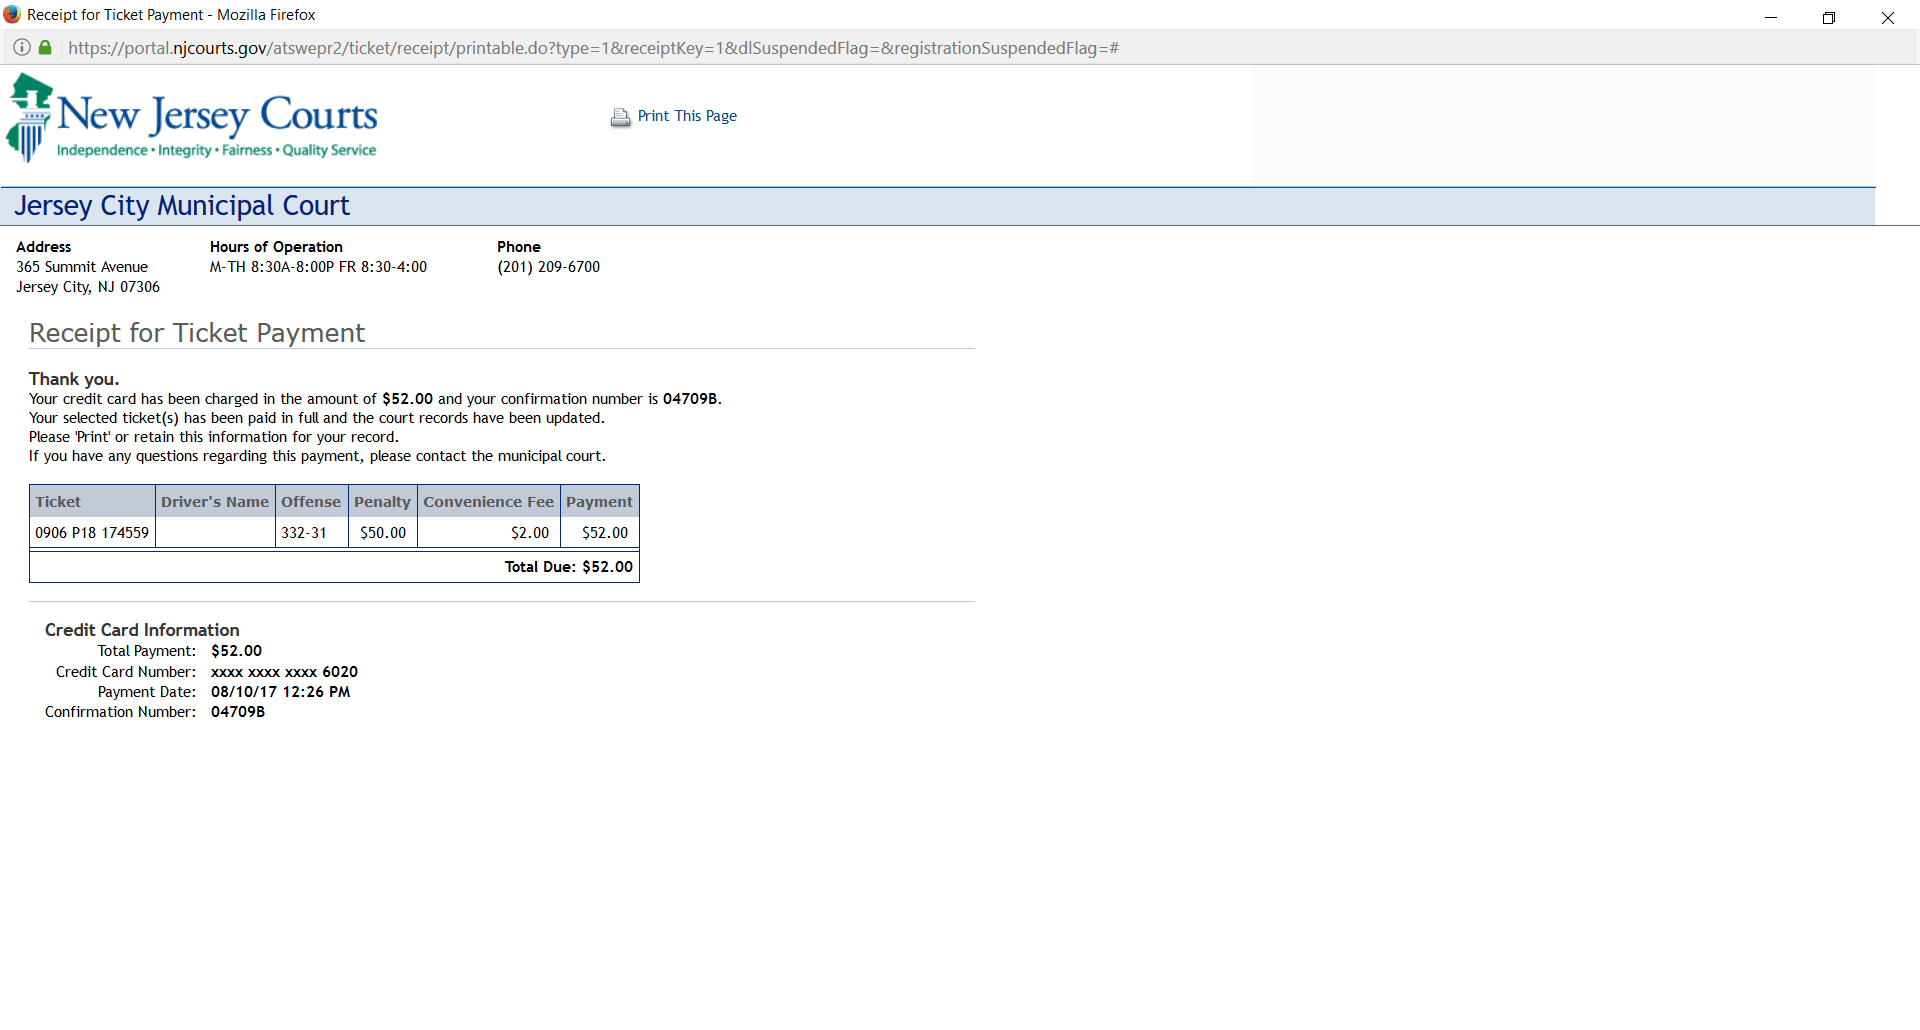 Receipt for Ticket Payment - Mozilla Firefox
https://portal.njcourts.gov/atswepr2/ticket/receipt/printable.do?type=1&receiptKey=1&dlSuspendedFlag=&registrationSuspendedFlag=#
New Jersey Courts
Independence • Integrity • Fairness • Quality Service
Print This Page
Jersey City Municipal Court
Address Hours of Operation Phone
365 Summit Avenue M-TH 8:30A-8:00P FR 8:30-4:00 (201) 209-6700
Jersey City, NJ 07306
Receipt for Ticket Payment
Thank you.
Your credit card has been charged in the amount of $52.00 and your confirmation number is 04709B.
Your selected ticket(s) has been paid in full and the court records have been updated.
Please 'Print' or retain this information for your record.
If you have any questions regarding this payment, please contact the municipal court.
Ticket Driver's Name Offense Penalty Convenience Fee Payment
0906 P18 174559 332-31 $50.00 $2.00 $52.00
Total Due: $52.00
Credit Card Information
Total Payment: $52.00
Credit Card Number: xxxx xxxx xxxx 6020
Payment Date: 08/10/17 12:26 PM
Confirmation Number: 04709B